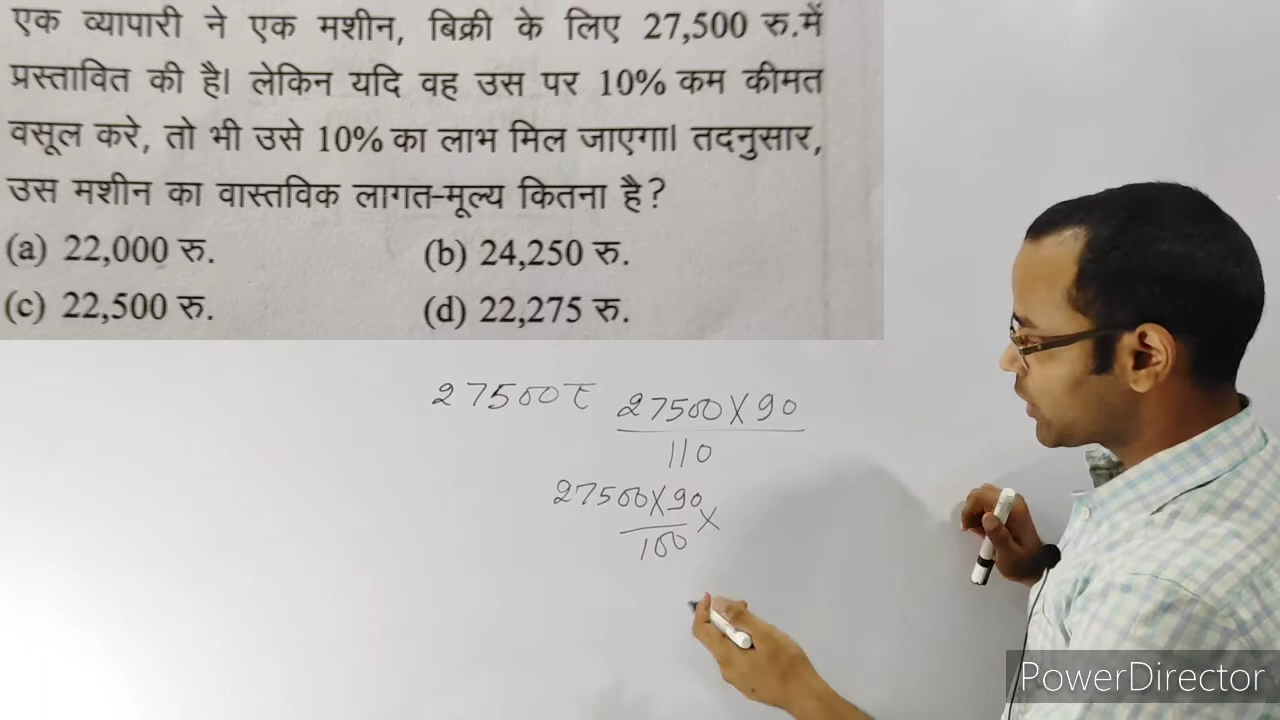 एक व्यापारी ने एक मशीन, बिक्री के लिए 27,500 रु.में
प्रस्तावित की है। लेकिन यदि वह उस पर 10% कम कीमत
वसूल करे, तो भी उसे 10% का लाभ मिल जाएगा। तदनुसार,
उस मशीन का वास्तविक लागत-मूल्य कितना है?
(a) 22,000 रु. (b) 24,250 रु.
(c) 22,500 रु. (d) 22,275 रु.
27500₹ 27500×90
110
27500×90 ×
100
PowerDirector